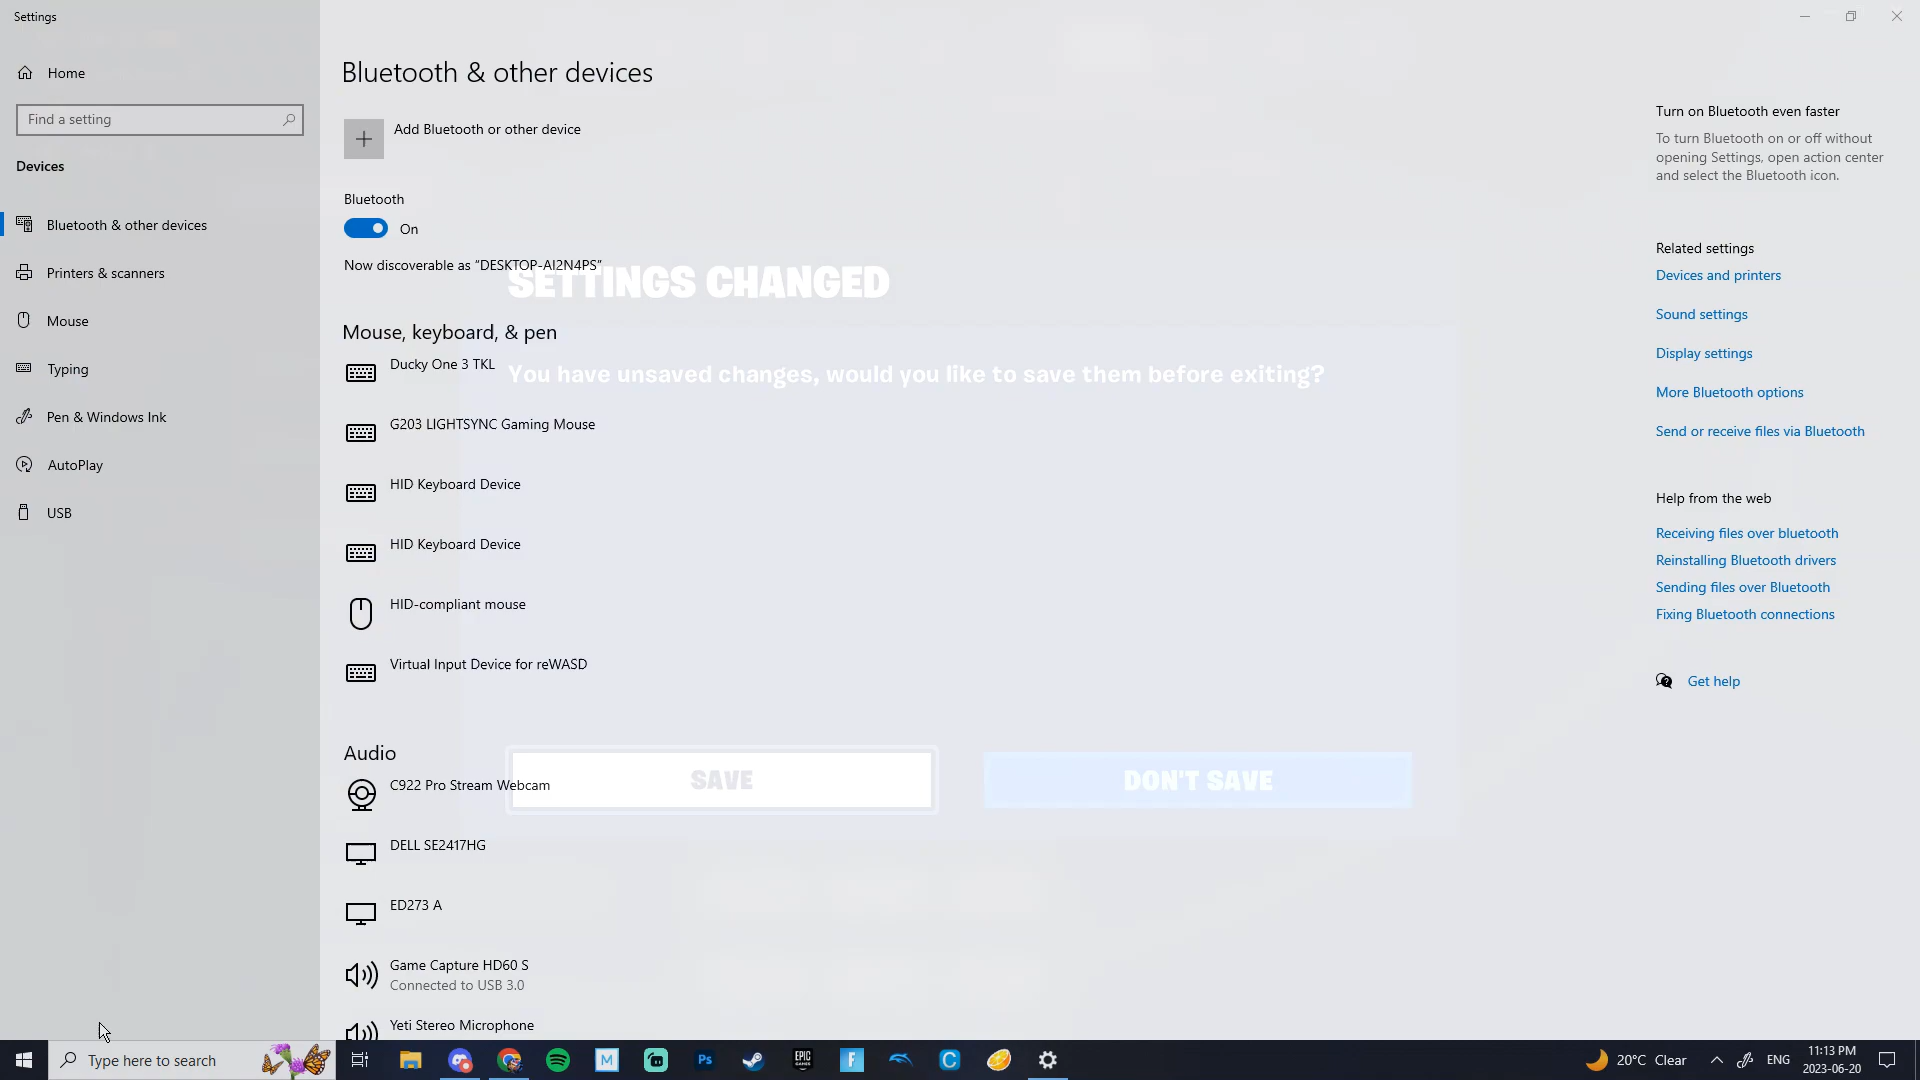 Settings
Home
Find a setting
Devices
Bluetooth & other devices
Printers & scanners
Mouse
Typing
Pen & Windows Ink
AutoPlay
USB
Bluetooth & other devices
Add Bluetooth or other device
Bluetooth
On
Now discoverable as “DESKTOP-AI2N4PS”
SETTINGS CHANGED
Mouse, keyboard, & pen
Ducky One 3 TKL
You have unsaved changes, would you like to save them before exiting?
G203 LIGHTSYNC Gaming Mouse
HID Keyboard Device
HID Keyboard Device
HID-compliant mouse
Virtual Input Device for reWASD
Audio
C922 Pro Stream Webcam
SAVE
DON'T SAVE
DELL SE2417HG
ED273 A
Game Capture HD60 S
Connected to USB 3.0
Yeti Stereo Microphone
Turn on Bluetooth even faster
To turn Bluetooth on or off without
opening Settings, open action center
and select the Bluetooth icon.
Related settings
Devices and printers
Sound settings
Display settings
More Bluetooth options
Send or receive files via Bluetooth
Help from the web
Receiving files over bluetooth
Reinstalling Bluetooth drivers
Sending files over Bluetooth
Fixing Bluetooth connections
Get help
Type here to search
M
Ps
EPIC
GAMES
F
C
20°C Clear
ENG
11:13 PM
2023-06-20